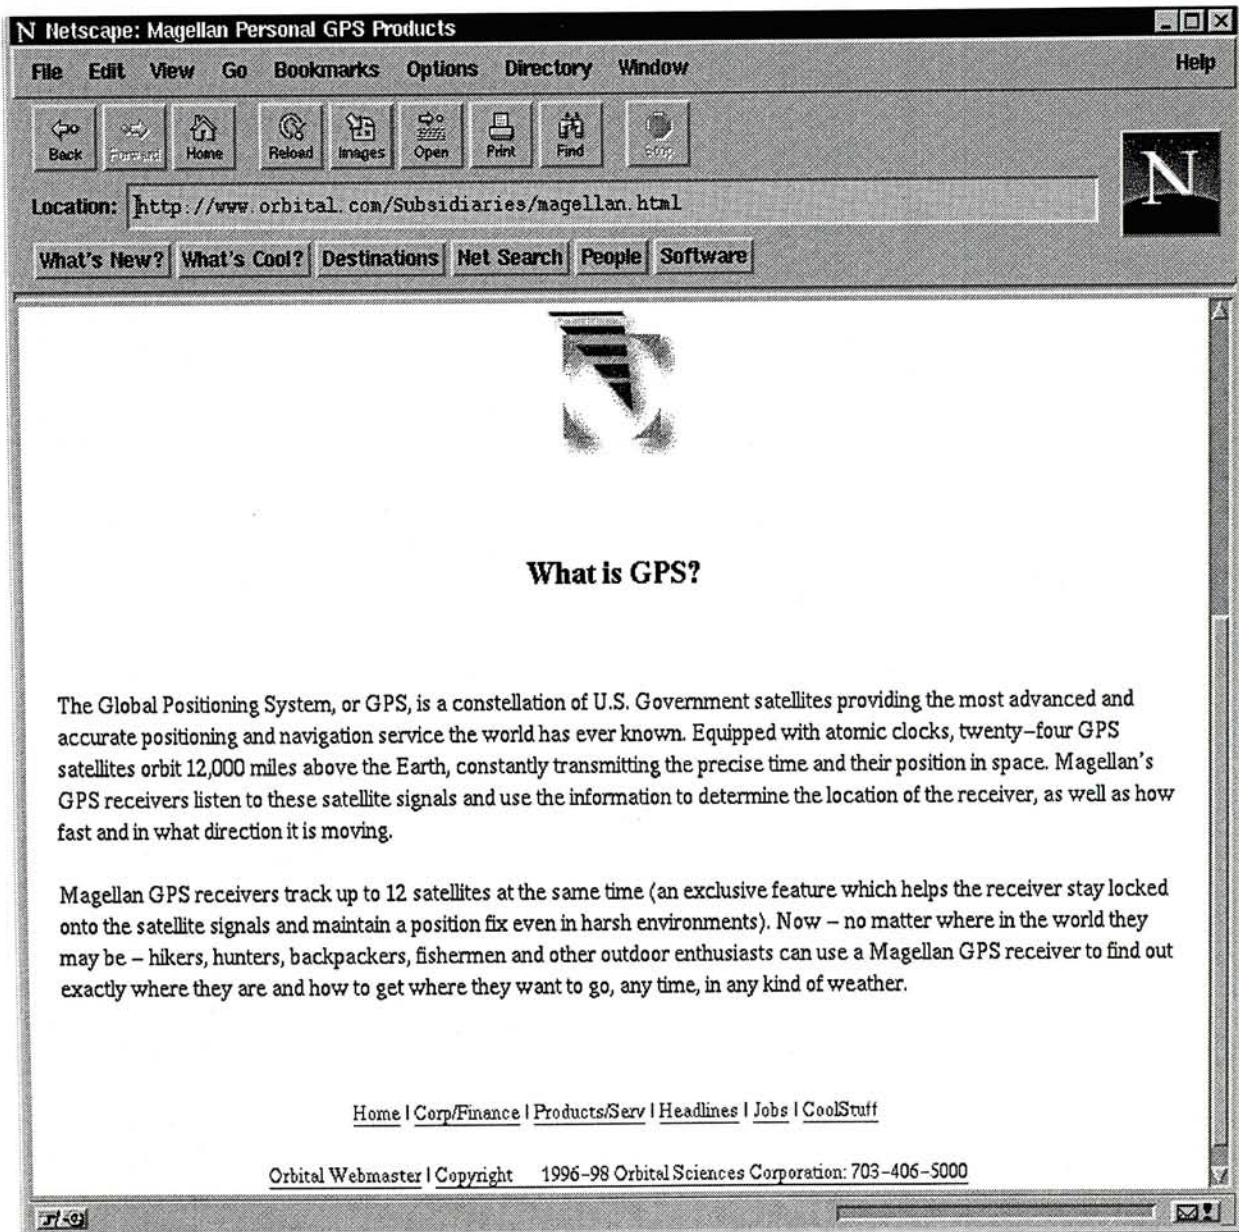 N Netscape: Magellan Personal GPS Products
File Edit View Go Bookmarks Options Directory Window Help
Back Forward Home Reload Images Open Print Find Stop
N
Location: http://www.orbital.com/Subsidiaries/magellan.html
What's New? What's Cool? Destinations Net Search People Software
What is GPS?
The Global Positioning System, or GPS, is a constellation of U.S. Government satellites providing the most advanced and
accurate positioning and navigation service the world has ever known. Equipped with atomic clocks, twenty-four GPS
satellites orbit 12,000 miles above the Earth, constantly transmitting the precise time and their position in space. Magellan's
GPS receivers listen to these satellite signals and use the information to determine the location of the receiver, as well as how
fast and in what direction it is moving.
Magellan GPS receivers track up to 12 satellites at the same time (an exclusive feature which helps the receiver stay locked
onto the satellite signals and maintain a position fix even in harsh environments). Now – no matter where in the world they
may be – hikers, hunters, backpackers, fishermen and other outdoor enthusiasts can use a Magellan GPS receiver to find out
exactly where they are and how to get where they want to go, any time, in any kind of weather.
Home | Corp/Finance | Products/Serv | Headlines | Jobs | CoolStuff
Orbital Webmaster | Copyright 1996-98 Orbital Sciences Corporation: 703-406-5000